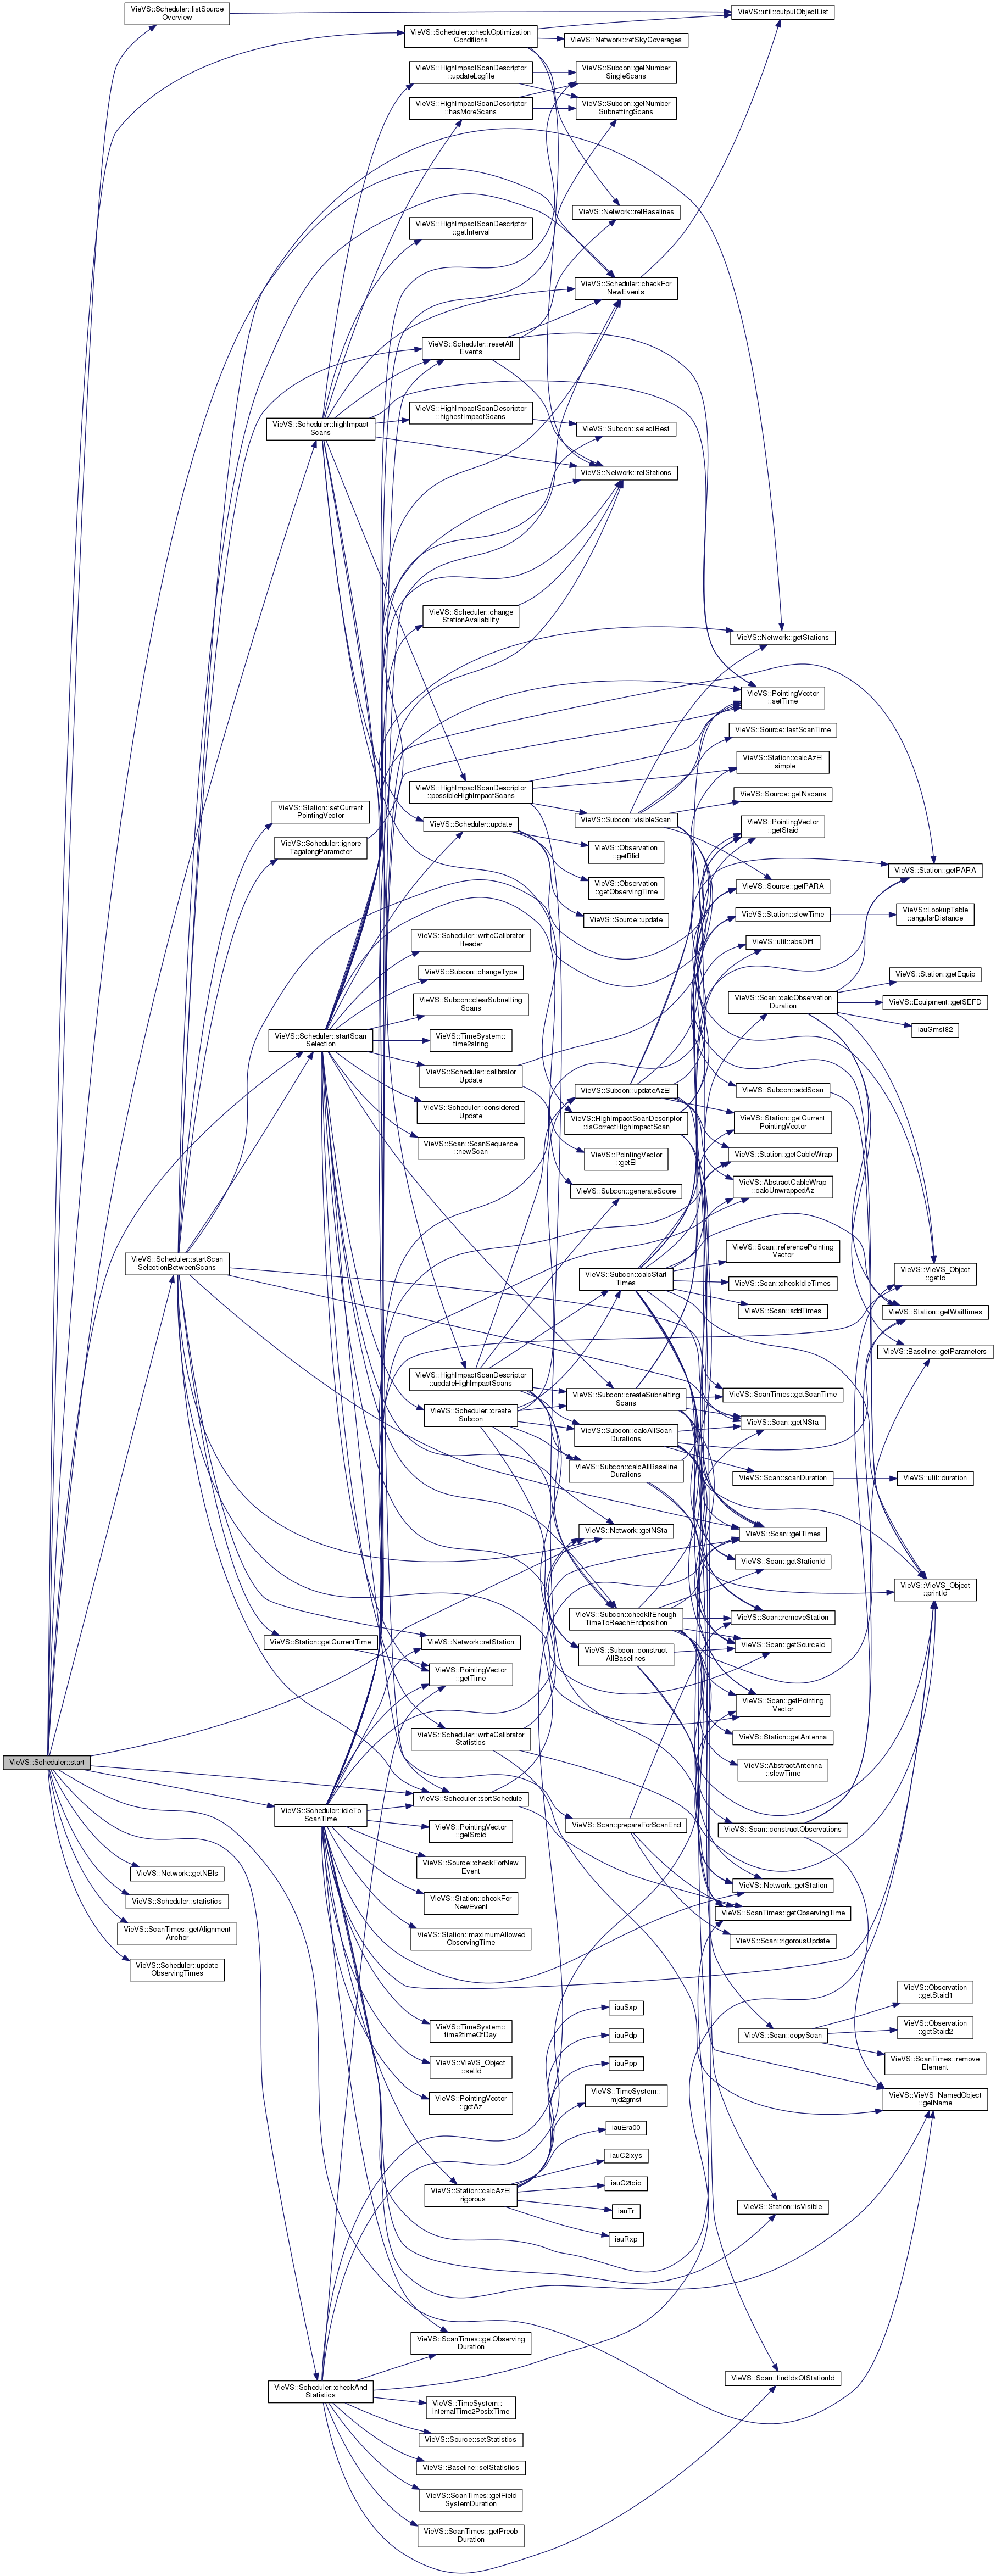 VieVS::Scheduler::listSource
Overview
VieVS::util::outputObjectList
VieVS::Scheduler::checkOptimization
Conditions
VieVS::Network::refSkyCoverages
VieVS::HighImpactScanDescriptor
::updateLogfile
VieVS::Subcon::getNumber
SingleScans
VieVS::HighImpactScanDescriptor
::hasMoreScans
VieVS::Subcon::getNumber
SubnettingScans
VieVS::Network::refBaselines
VieVS::HighImpactScanDescriptor
::getInterval
VieVS::Scheduler::checkFor
NewEvents
VieVS::Scheduler::resetAll
Events
VieVS::HighImpactScanDescriptor
::highestImpactScans
VieVS::Scheduler::highImpact
Scans
VieVS::Subcon::selectBest
VieVS::Network::refStations
VieVS::Scheduler::change
StationAvailability
VieVS::Network::getStations
VieVS::PointingVector
::setTime
VieVS::Source::lastScanTime
VieVS::Station::calcAzEl
_simple
VieVS::HighImpactScanDescriptor
::possibleHighImpactScans
VieVS::Source::getNscans
VieVS::Station::setCurrent
PointingVector
VieVS::Scheduler::update
VieVS::Subcon::visibleScan
VieVS::PointingVector
::getStaid
VieVS::Scheduler::ignore
TagalongParameter
VieVS::Observation
::getBlid
VieVS::Station::getPARA
VieVS::Observation
::getObservingTime
VieVS::Source::getPARA
VieVS::Source::update
VieVS::Station::slewTime
VieVS::LookupTable
::angularDistance
VieVS::Scheduler::writeCalibrator
Header
VieVS::util::absDiff
VieVS::Subcon::changeType
VieVS::Station::getEquip
VieVS::Subcon::clearSubnetting
Scans
VieVS::Scan::calcObservation
Duration
VieVS::Equipment::getSEFD
VieVS::Scheduler::startScan
Selection
VieVS::TimeSystem::
time2string
iauGmst82
VieVS::Scheduler::calibrator
Update
VieVS::Subcon::updateAzEl
VieVS::Subcon::addScan
VieVS::Scheduler::considered
Update
VieVS::HighImpactScanDescriptor
::isCorrectHighImpactScan
VieVS::Station::getCurrent
PointingVector
VieVS::Scan::ScanSequence
::newScan
VieVS::PointingVector
::getEl
VieVS::Station::getCableWrap
VieVS::Subcon::generateScore
VieVS::AbstractCableWrap
::calcUnwrappedAz
VieVS::Scheduler::startScan
SelectionBetweenScans
VieVS::Scan::referencePointing
Vector
VieVS::Subcon::calcStart
Times
VieVS::Scan::checkIdleTimes
VieVS::VieVS_Object
::getId
VieVS::Scan::addTimes
VieVS::Station::getWaittimes
VieVS::Baseline::getParameters
VieVS::HighImpactScanDescriptor
::updateHighImpactScans
VieVS::Subcon::createSubnetting
Scans
VieVS::ScanTimes::getScanTime
VieVS::Scheduler::create
Subcon
VieVS::Scan::getNSta
VieVS::Subcon::calcAllScan
Durations
VieVS::Subcon::calcAllBaseline
Durations
VieVS::Scan::scanDuration
VieVS::util::duration
VieVS::Network::getNSta
VieVS::Scan::getTimes
VieVS::Scan::getStationId
VieVS::VieVS_Object
::printId
VieVS::Subcon::checkIfEnough
TimeToReachEndposition
VieVS::Scan::removeStation
VieVS::Station::getCurrentTime
VieVS::Network::refStation
VieVS::Scan::getSourceId
VieVS::Subcon::construct
AllBaselines
VieVS::PointingVector
::getTime
VieVS::Scan::getPointing
Vector
VieVS::Scheduler::writeCalibrator
Statistics
VieVS::Station::getAntenna
VieVS::Scheduler::start
VieVS::AbstractAntenna
::slewTime
VieVS::Scheduler::sortSchedule
VieVS::Scheduler::idleTo
ScanTime
VieVS::Scan::prepareForScanEnd
VieVS::Scan::constructObservations
VieVS::PointingVector
::getSrcid
VieVS::Network::getNBls
VieVS::Source::checkForNew
Event
VieVS::Network::getStation
VieVS::Scheduler::statistics
VieVS::Station::checkFor
NewEvent
VieVS::ScanTimes::getObservingTime
VieVS::ScanTimes::getAlignment
Anchor
VieVS::Station::maximumAllowed
ObservingTime
VieVS::Scan::rigorousUpdate
VieVS::Scheduler::update
ObservingTimes
VieVS::Observation
::getStaid1
iauSxp
VieVS::TimeSystem::
time2timeOfDay
iauPdp
VieVS::Scan::copyScan
VieVS::Observation
::getStaid2
VieVS::VieVS_Object
::setId
iauPpp
VieVS::ScanTimes::remove
Element
VieVS::PointingVector
::getAz
VieVS::TimeSystem::
mjd2gmst
VieVS::VieVS_NamedObject
::getName
iauEra00
iauC2ixys
VieVS::Station::calcAzEl
_rigorous
iauC2tcio
iauTr
VieVS::Station::isVisible
iauRxp
VieVS::ScanTimes::getObserving
Duration
VieVS::Scan::findIdxOfStationId
VieVS::Scheduler::checkAnd
Statistics
VieVS::TimeSystem::
internalTime2PosixTime
VieVS::Source::setStatistics
VieVS::Baseline::setStatistics
VieVS::ScanTimes::getField
SystemDuration
VieVS::ScanTimes::getPreob
Duration